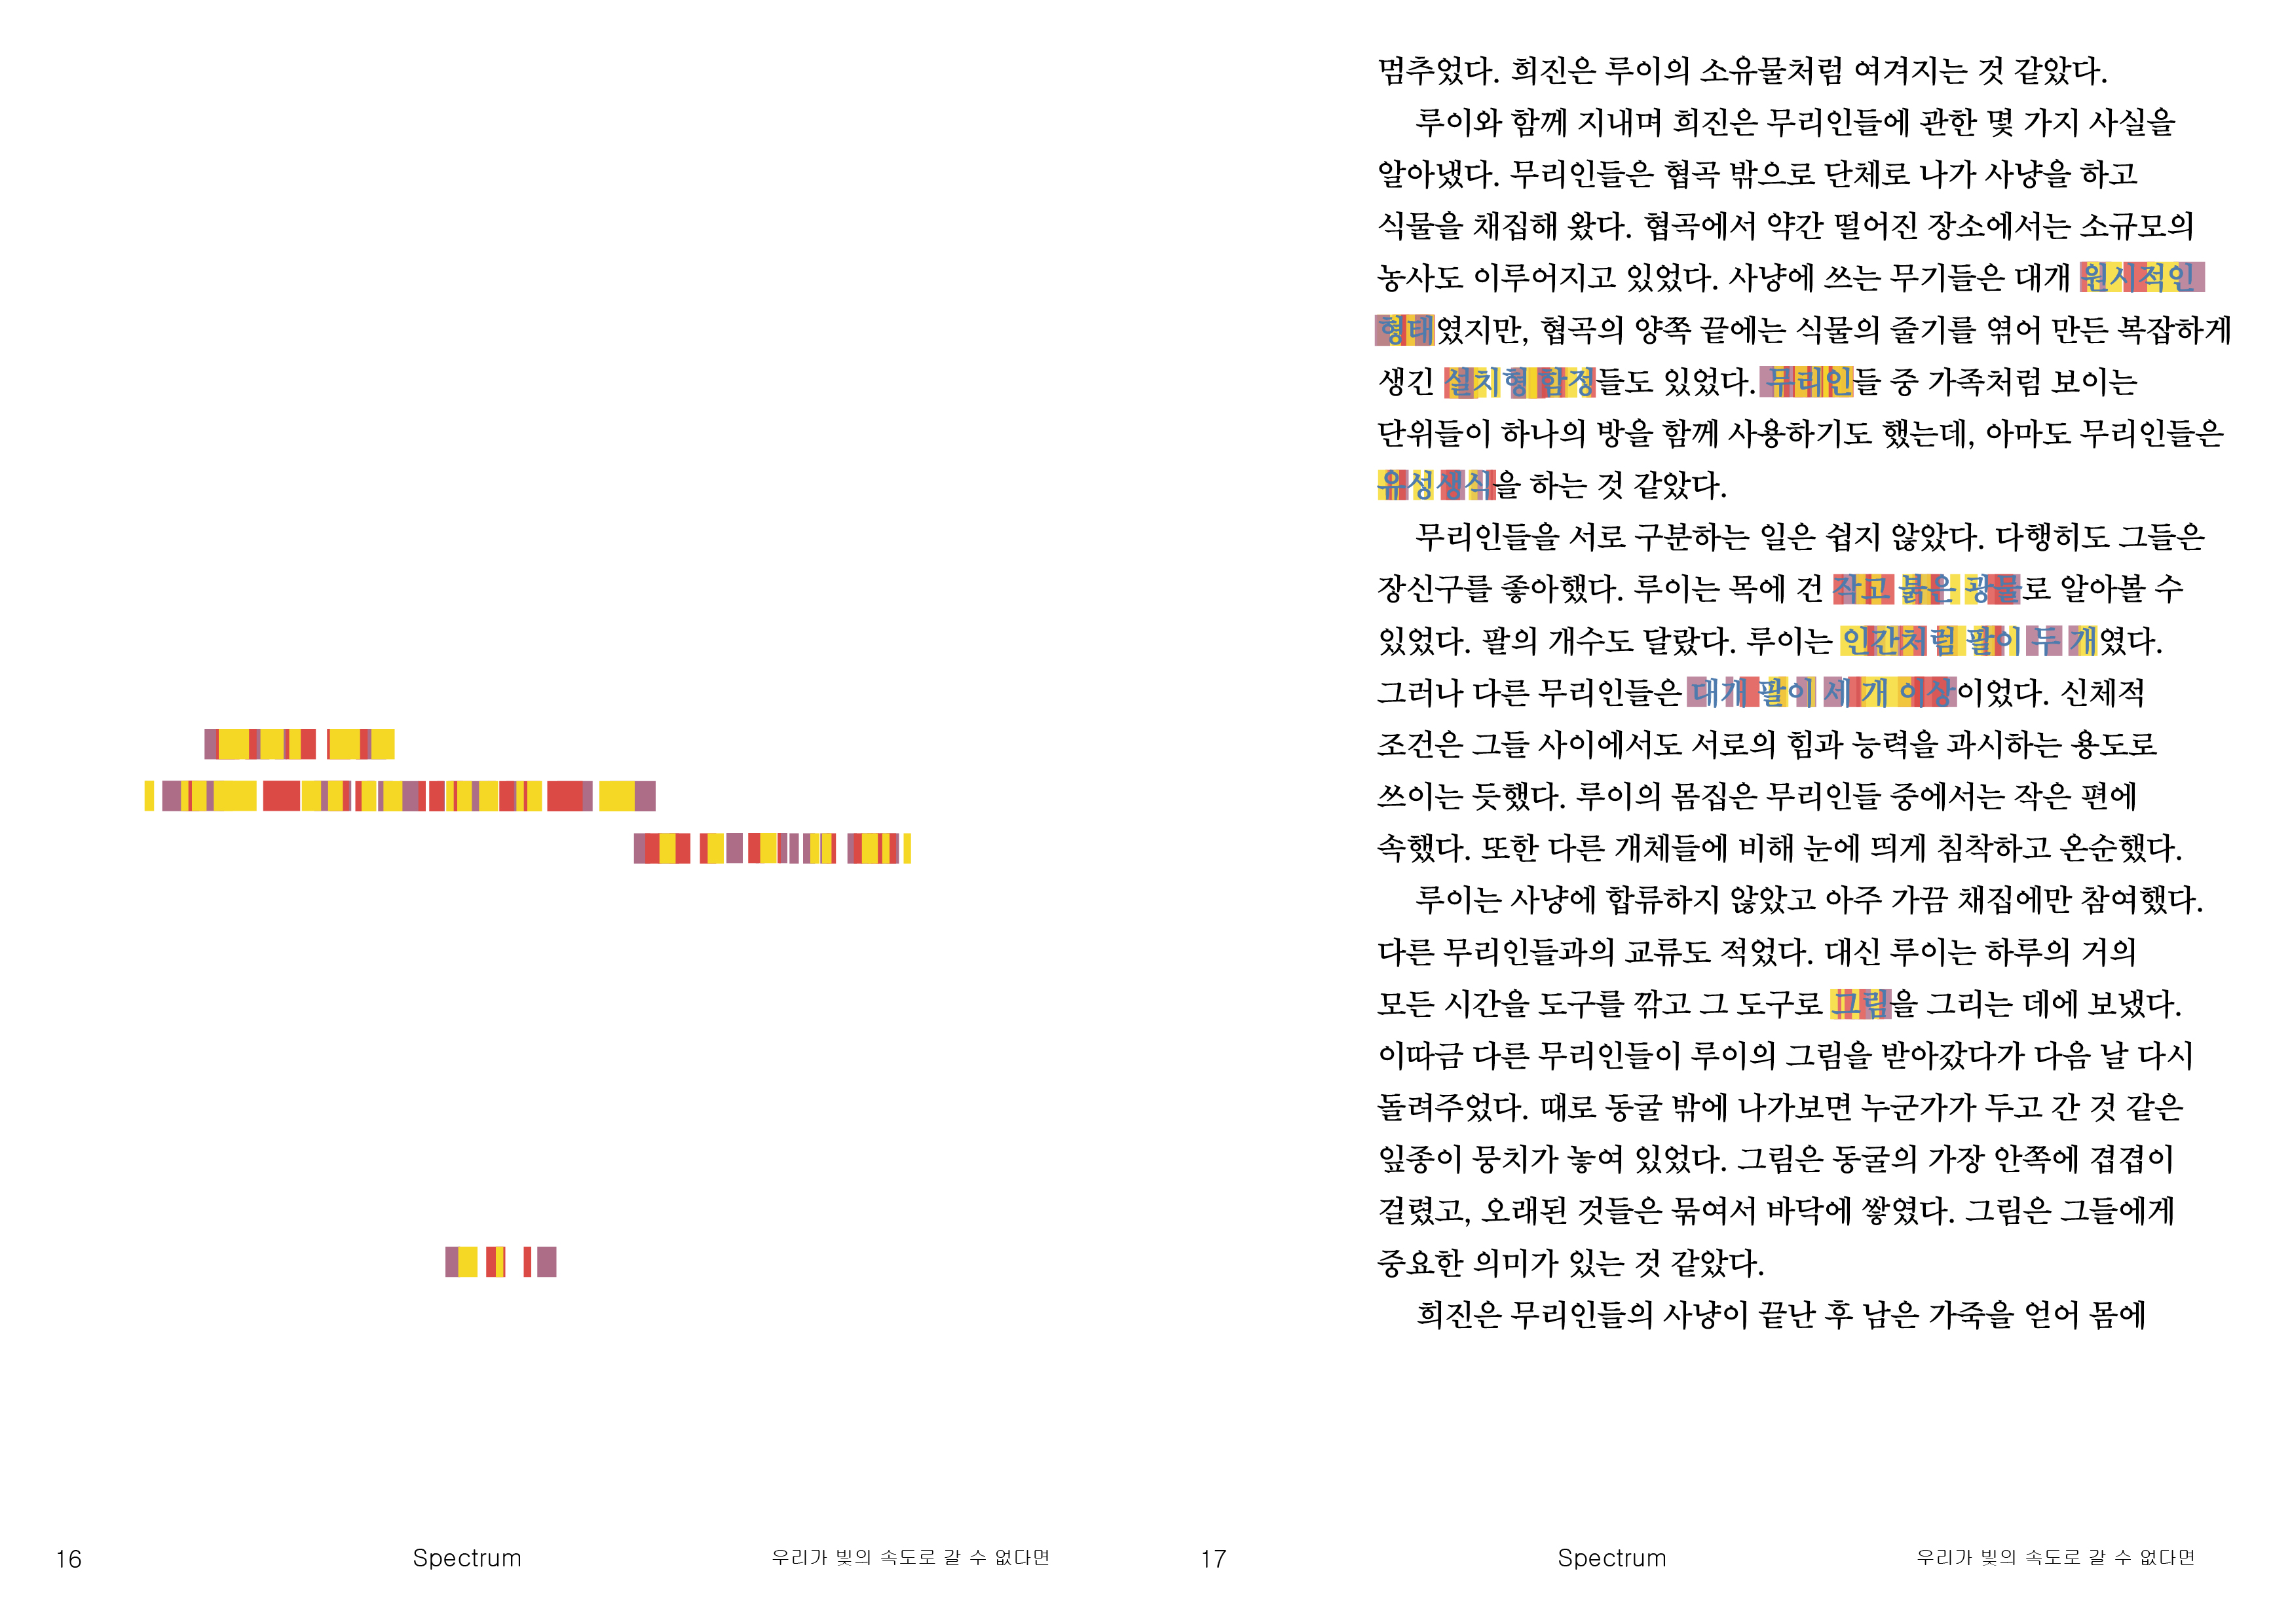 멈추었다. 희진은 루이의 소유물처럼 여겨지는 것 같았다.
루이와 함께 지내며 희진은 무리인들에 관한 몇 가지 사실을
알아냈다. 무리인들은 협곡 밖으로 단체로 나가 사냥을 하고
식물을 채집해 왔다. 협곡에서 약간 떨어진 장소에서는 소규모의
농사도 이루어지고 있었다. 사냥에 쓰는 무기들은 대개 원시적인
형태였지만, 협곡의 양쪽 끝에는 식물의 줄기를 엮어 만든 복잡하게
생긴 설치형 함정들도 있었다. 무리인들 중 가족처럼 보이는
단위들이 하나의 방을 함께 사용하기도 했는데, 아마도 무리인들은
유성생식을 하는 것 같았다.
무리인들을 서로 구분하는 일은 쉽지 않았다. 다행히도 그들은
장신구를 좋아했다. 루이는 목에 건 작고 붉은 광물로 알아볼 수
있었다. 팔의 개수도 달랐다. 루이는 인간처럼 팔이 두 개였다.
그러나 다른 무리인들은 대개 팔이 세 개 이상이었다. 신체적
조건은 그들 사이에서도 서로의 힘과 능력을 과시하는 용도로
쓰이는 듯했다. 루이의 몸집은 무리인들 중에서는 작은 편에
속했다. 또한 다른 개체들에 비해 눈에 띄게 침착하고 온순했다.
루이는 사냥에 합류하지 않았고 아주 가끔 채집에만 참여했다.
다른 무리인들과의 교류도 적었다. 대신 루이는 하루의 거의
모든 시간을 도구를 깎고 그 도구로 그림을 그리는 데에 보냈다.
이따금 다른 무리인들이 루이의 그림을 받아갔다가 다음 날 다시
돌려주었다. 때로 동굴 밖에 나가보면 누군가가 두고 간 것 같은
잎종이 뭉치가 놓여 있었다. 그림은 동굴의 가장 안쪽에 겹겹이
걸렸고, 오래된 것들은 묶여서 바닥에 쌓였다. 그림은 그들에게
중요한 의미가 있는 것 같았다.
희진은 무리인들의 사냥이 끝난 후 남은 가죽을 얻어 몸에
16 Spectrum 우리가 빛의 속도로 갈 수 없다면
17 Spectrum 우리가 빛의 속도로 갈 수 없다면